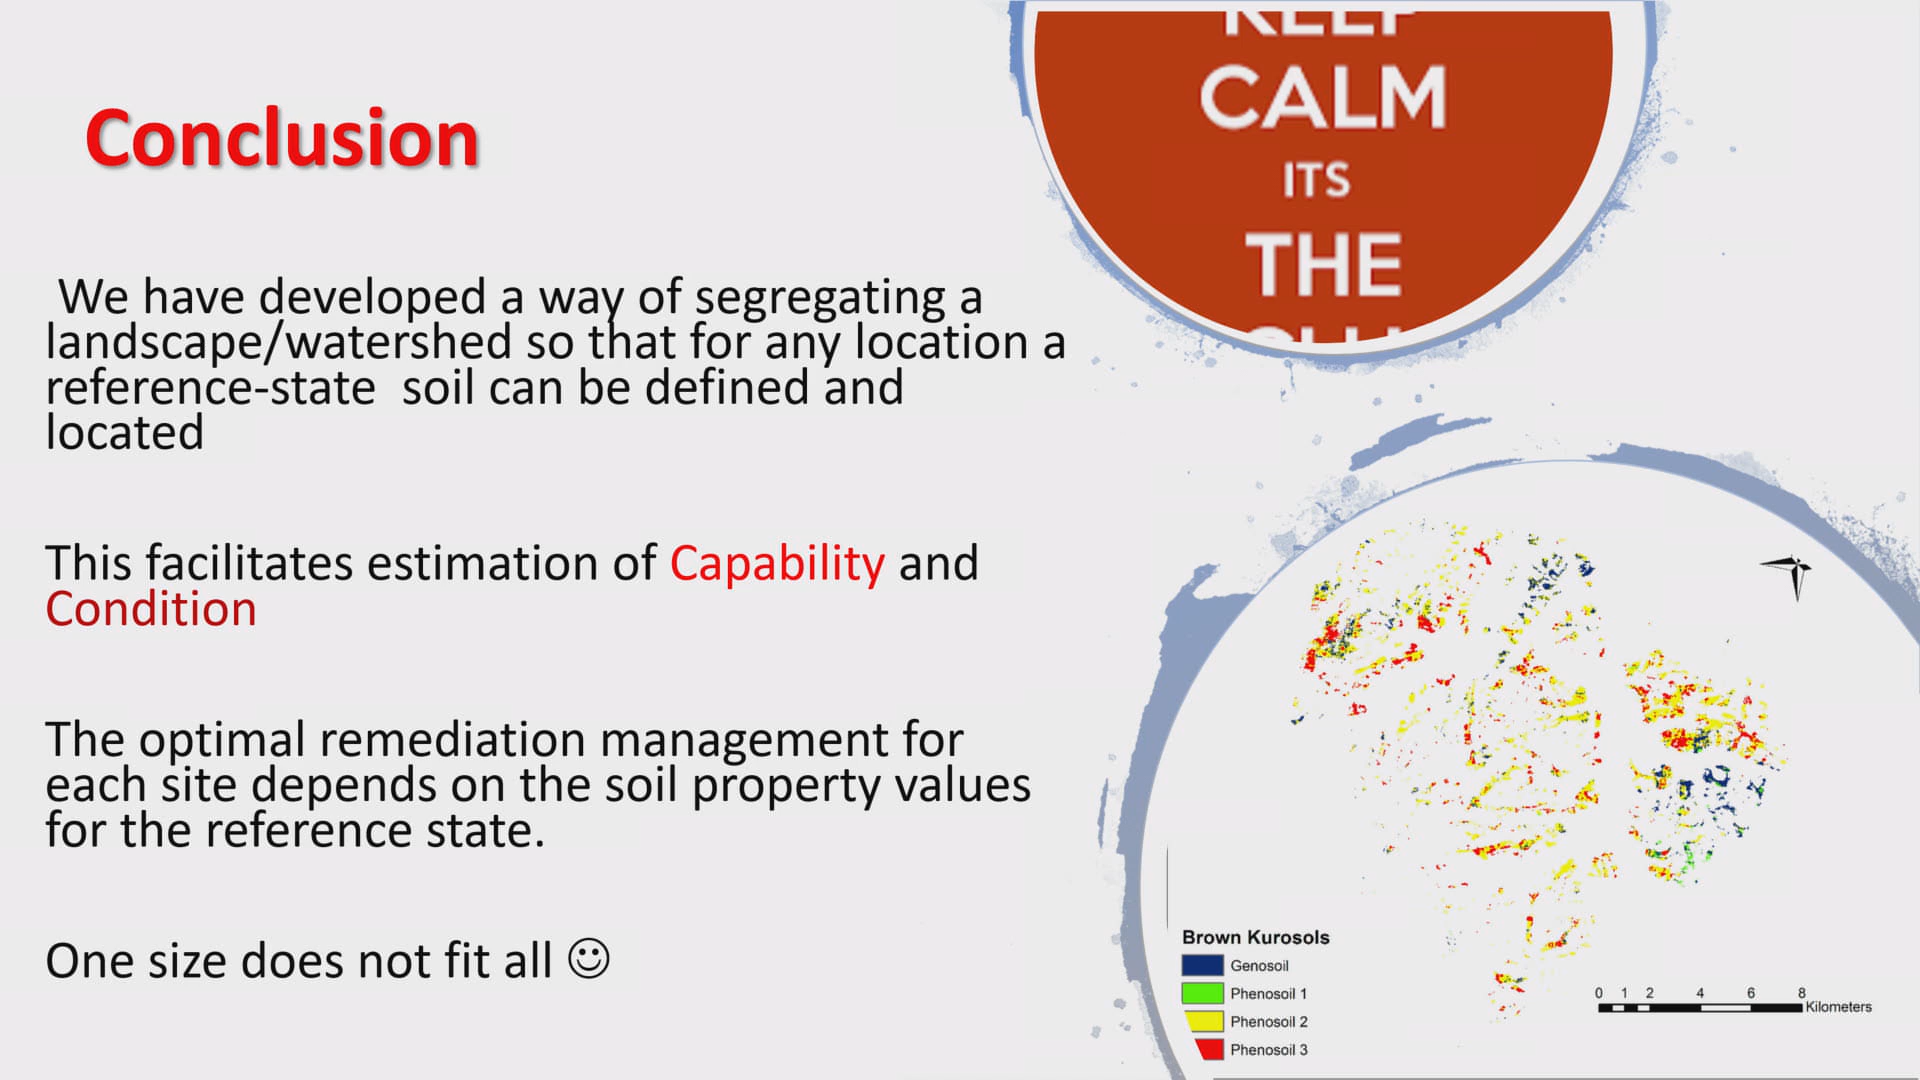 Conclusion
We have developed a way of segregating a
landscape/watershed so that for any location a
reference-state soil can be defined and
located
This facilitates estimation of Capability and
Condition
The optimal remediation management for
each site depends on the soil property values
for the reference state.
One size does not fit all ☺
KEEP
CALM
ITS
THE
Brown Kurosols
Genosoil
Phenosoil 1
Phenosoil 2
Phenosoil 3
0 1 2 4 6 8
Kilometers